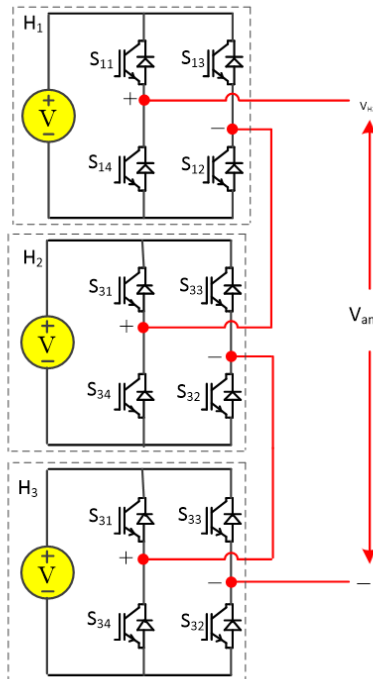 H₁
S₁₁
S₁₃
+
V
−
+
−
S₁₄
S₁₂
H₂
S₃₁
S₃₃
+
V
−
+
−
S₃₄
S₃₂
H₃
S₃₁
S₃₃
+
V
−
+
−
−
S₃₄
S₃₂